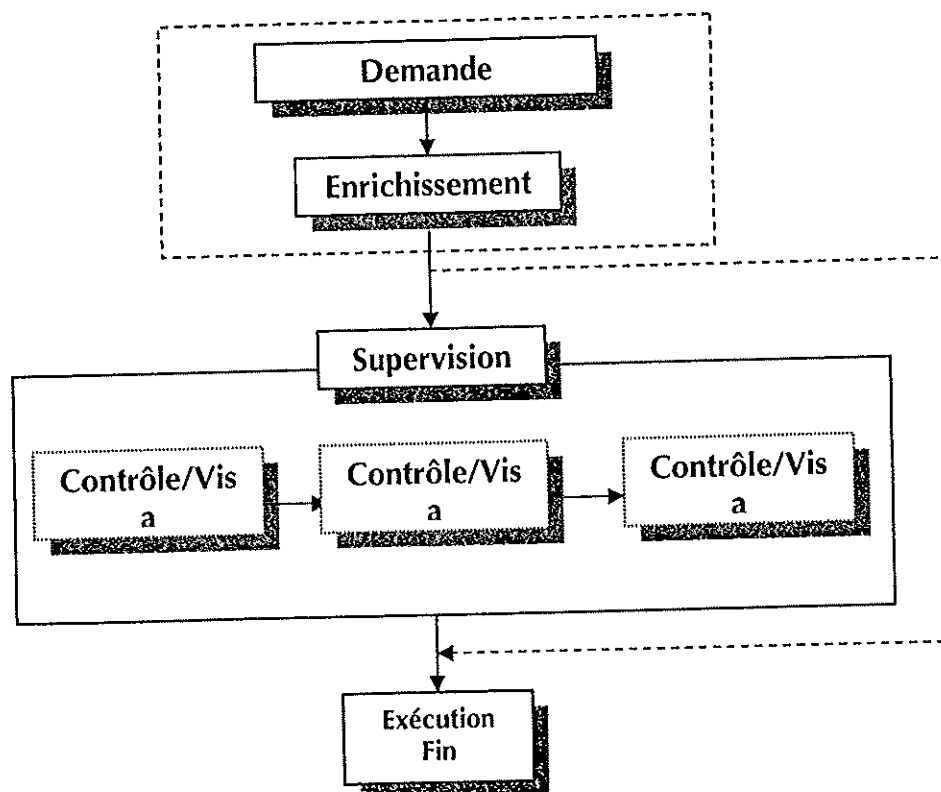 Demande
Enrichissement
Supervision
Contrôle/Vis
a
Contrôle/Vis
a
Contrôle/Vis
a
Exécution
Fin